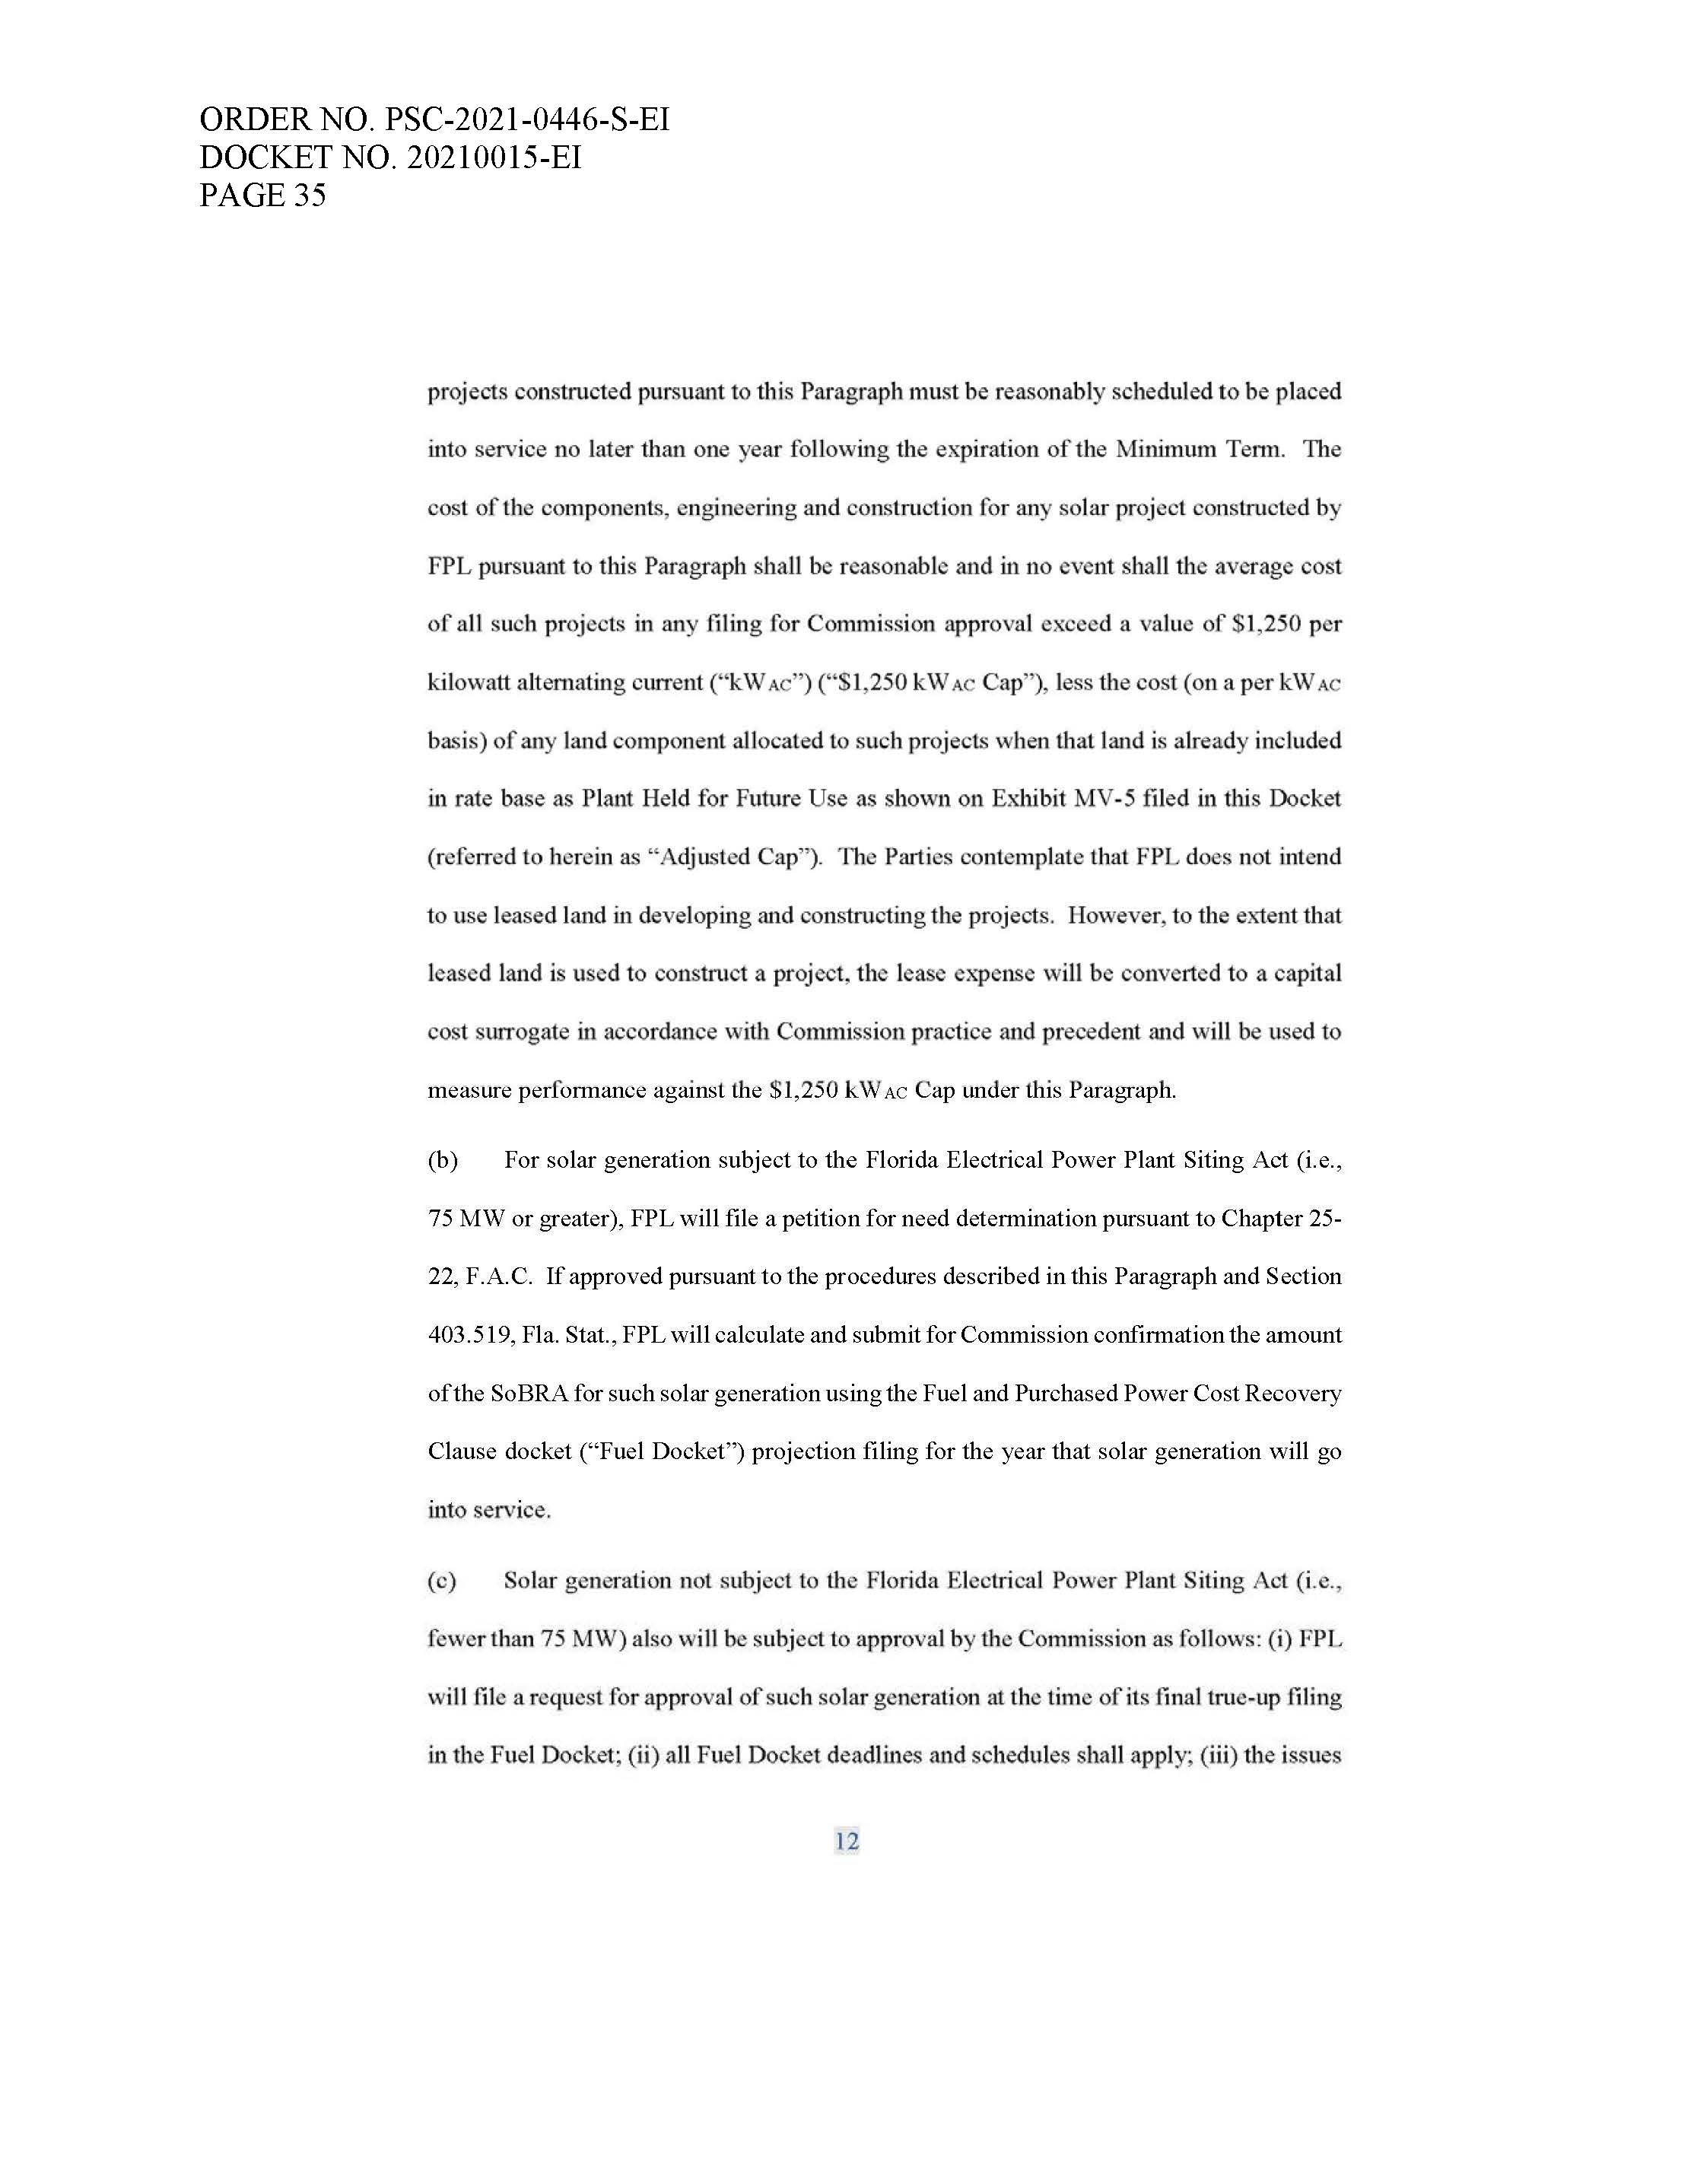 ORDER NO. PSC-2021-0446-S-EI
DOCKET NO. 20210015-EI
PAGE 35
projects constructed pursuant to this Paragraph must be reasonably scheduled to be placed
into service no later than one year following the expiration of the Minimum Term. The
cost of the components, engineering and construction for any solar project constructed by
FPL pursuant to this Paragraph shall be reasonable and in no event shall the average cost
of all such projects in any filing for Commission approval exceed a value of $1,250 per
kilowatt alternating current (“kW AC”) (“$1,250 kW AC Cap”), less the cost (on a per kW AC
basis) of any land component allocated to such projects when that land is already included
in rate base as Plant Held for Future Use as shown on Exhibit MV-5 filed in this Docket
(referred to herein as “Adjusted Cap”). The Parties contemplate that FPL does not intend
to use leased land in developing and constructing the projects. However, to the extent that
leased land is used to construct a project, the lease expense will be converted to a capital
cost surrogate in accordance with Commission practice and precedent and will be used to
measure performance against the $1,250 kW AC Cap under this Paragraph.
(b) For solar generation subject to the Florida Electrical Power Plant Siting Act (i.e.,
75 MW or greater), FPL will file a petition for need determination pursuant to Chapter 25-
22, F.A.C. If approved pursuant to the procedures described in this Paragraph and Section
403.519, Fla. Stat., FPL will calculate and submit for Commission confirmation the amount
of the SoBRA for such solar generation using the Fuel and Purchased Power Cost Recovery
Clause docket (“Fuel Docket”) projection filing for the year that solar generation will go
into service.
(c) Solar generation not subject to the Florida Electrical Power Plant Siting Act (i.e.,
fewer than 75 MW) also will be subject to approval by the Commission as follows: (i) FPL
will file a request for approval of such solar generation at the time of its final true-up filing
in the Fuel Docket; (ii) all Fuel Docket deadlines and schedules shall apply; (iii) the issues
12